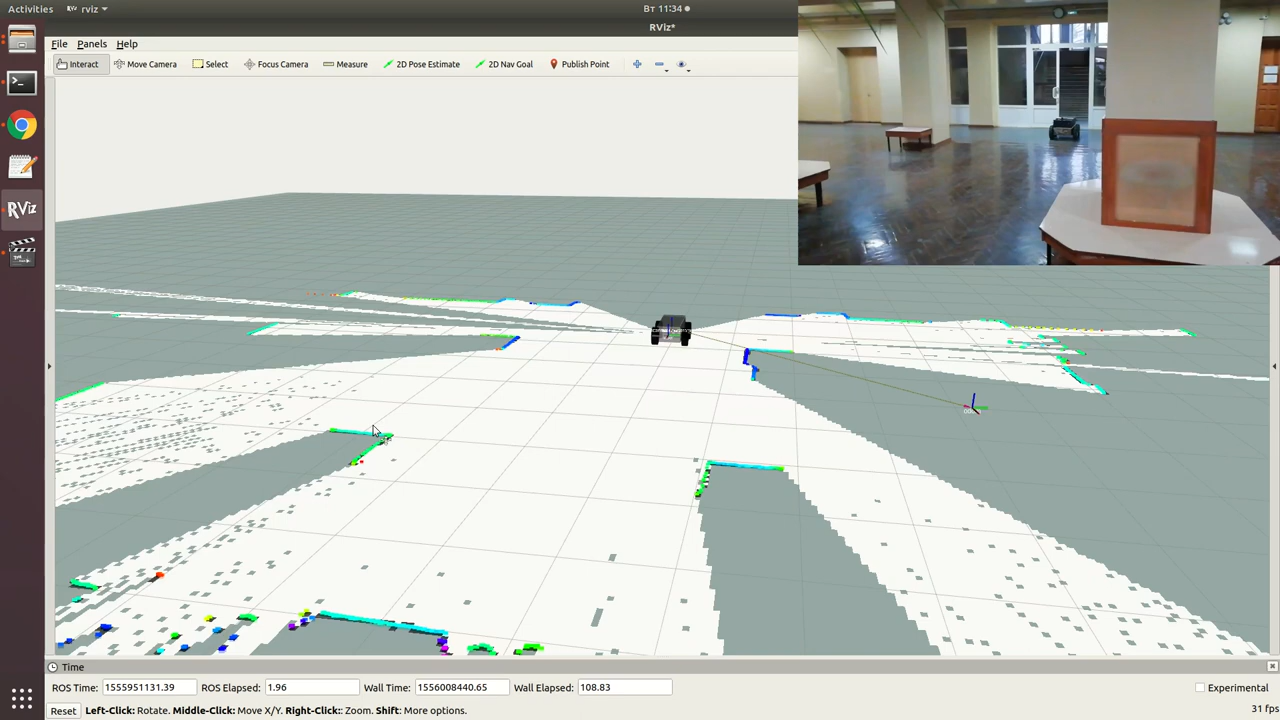 Activities
rviz
Вт 11:34
RViz*
File Panels Help
Interact Move Camera Select Focus Camera Measure 2D Pose Estimate 2D Nav Goal Publish Point
RViz
Time
ROS Time: 1555951131.39 ROS Elapsed: 1.96 Wall Time: 1556008440.65 Wall Elapsed: 108.83 Experimental
Reset Left-Click: Rotate. Middle-Click: Move X/Y. Right-Click:: Zoom. Shift: More options. 31 fps